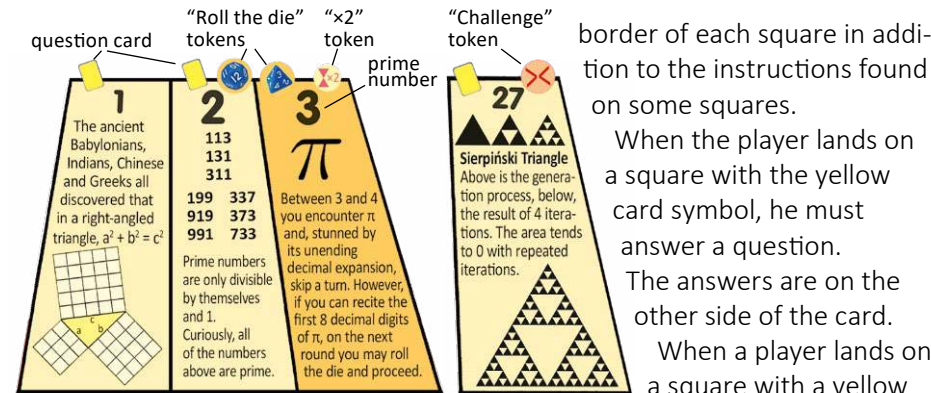 question card
“Roll the die”
tokens
“×2”
token
prime
number
“Challenge”
token
12
×2
1
The ancient
Babylonians,
Indians, Chinese
and Greeks all
discovered that
in a right-angled
triangle, a² + b² = c²
c
a
b
2
113
131
311
199 337
919 373
991 733
Prime numbers
are only divisible
by themselves
and 1.
Curiously, all
of the numbers
above are prime.
3
π
Between 3 and 4
you encounter π
and, stunned by
its unending
decimal expansion,
skip a turn. However,
if you can recite the
first 8 decimal digits
of π, on the next
round you may roll
the die and proceed.
27
Sierpiński Triangle
Above is the genera-
tion process, below,
the result of 4 itera-
tions. The area tends
to 0 with repeated
iterations.
border of each square in addi-
tion to the instructions found
on some squares.
When the player lands on
a square with the yellow
card symbol, he must
answer a question.
The answers are on the
other side of the card.
When a player lands on
a square with a yellow